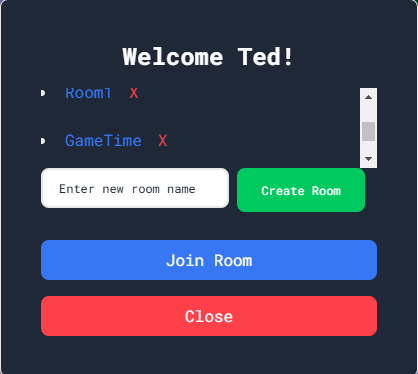 Welcome Ted!
Room1 X
GameTime X
Enter new room name
Create Room
Join Room
Close